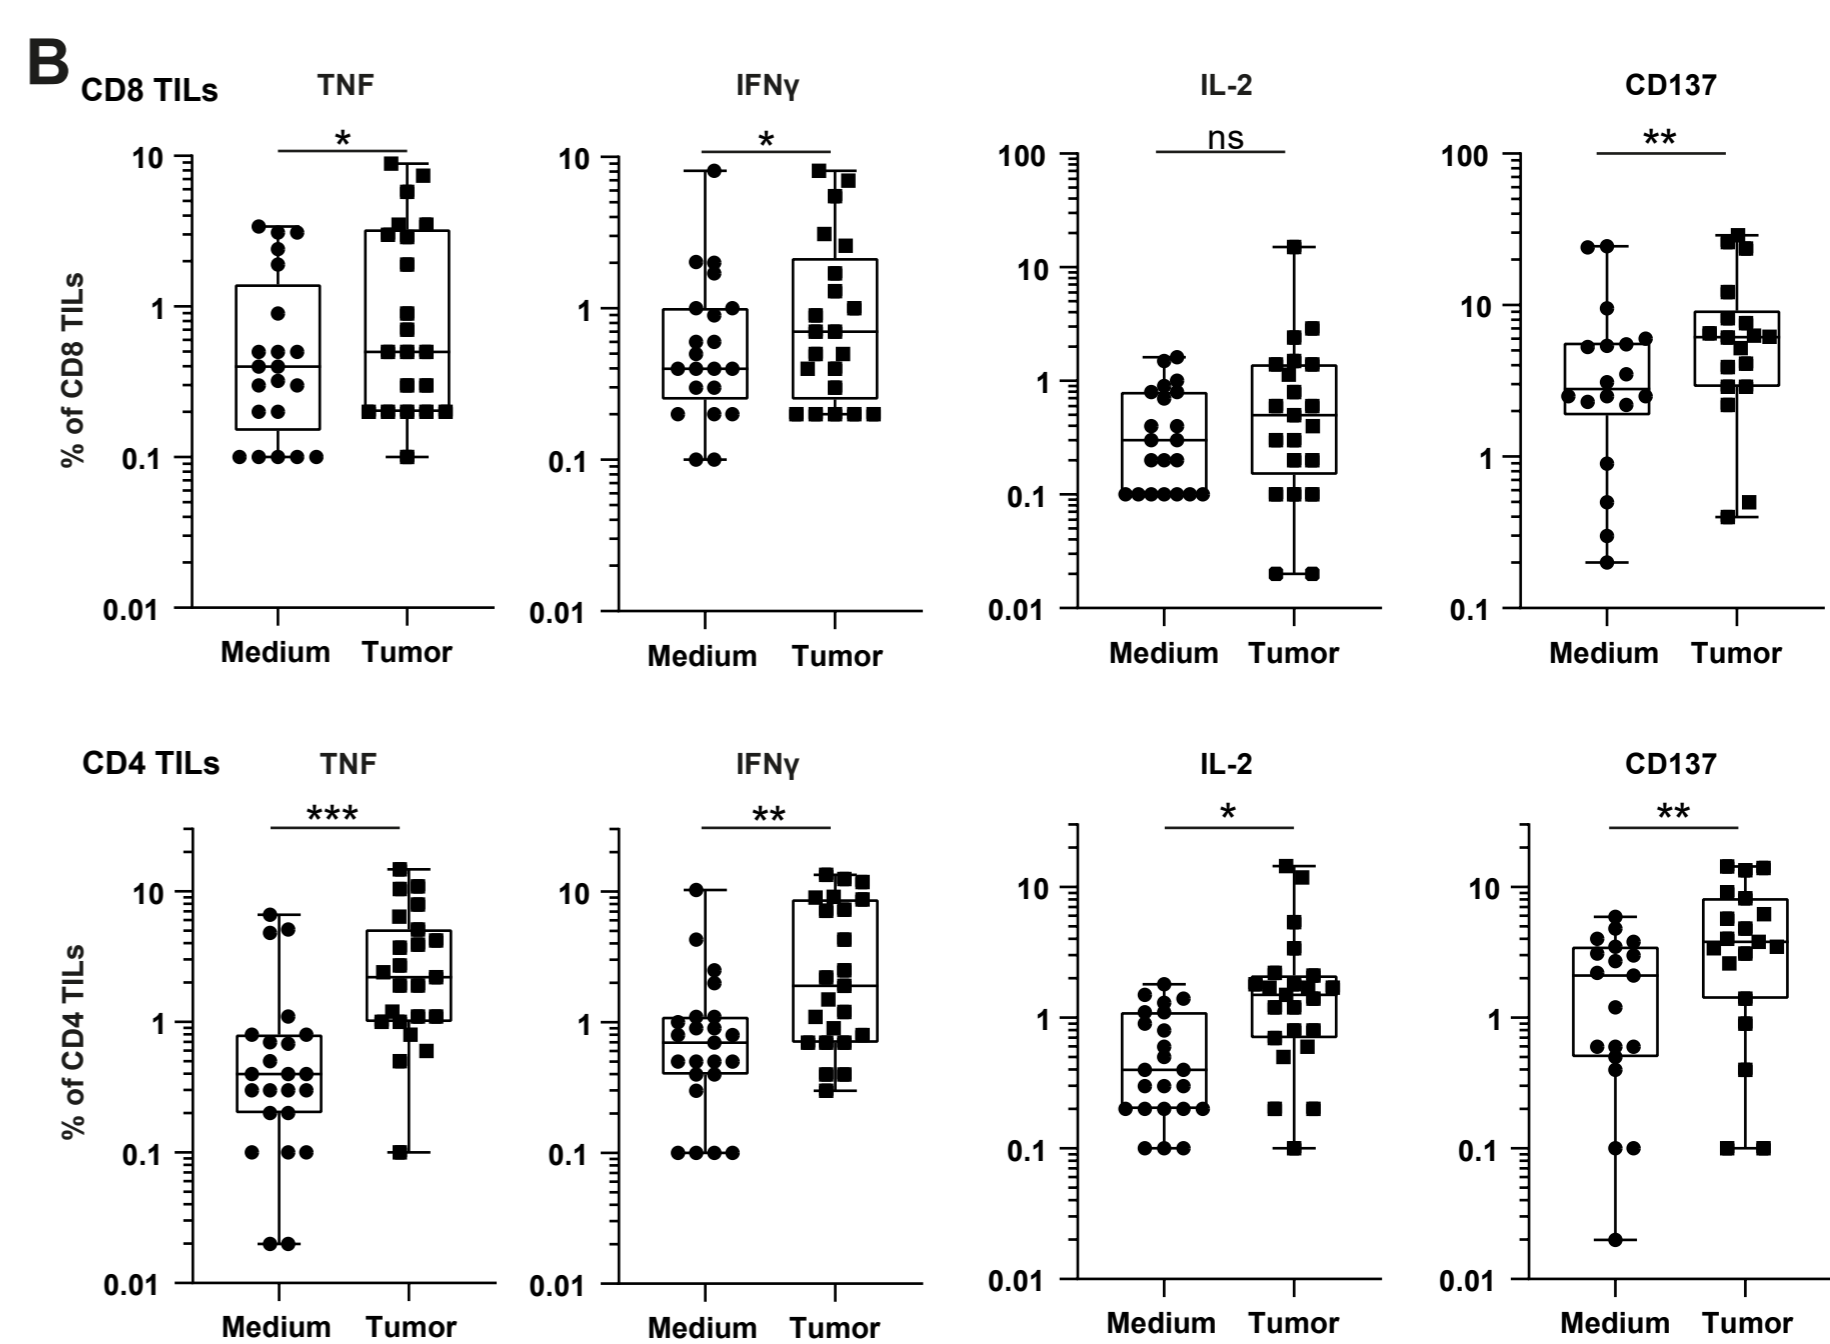 B
CD8 TILs TNF IFNγ IL-2 CD137
* * ns **
10 10 100 100
1 1 10 10
0.1 0.1 1 1
0.01 0.01 0.1 0.1
0.01
% of CD8 TILs
Medium Tumor Medium Tumor Medium Tumor Medium Tumor
CD4 TILs TNF IFNγ IL-2 CD137
*** ** * **
10 10 10 10
1 1 1 1
0.1 0.1 0.1 0.1
0.01 0.01 0.01 0.01
% of CD4 TILs
Medium Tumor Medium Tumor Medium Tumor Medium Tumor